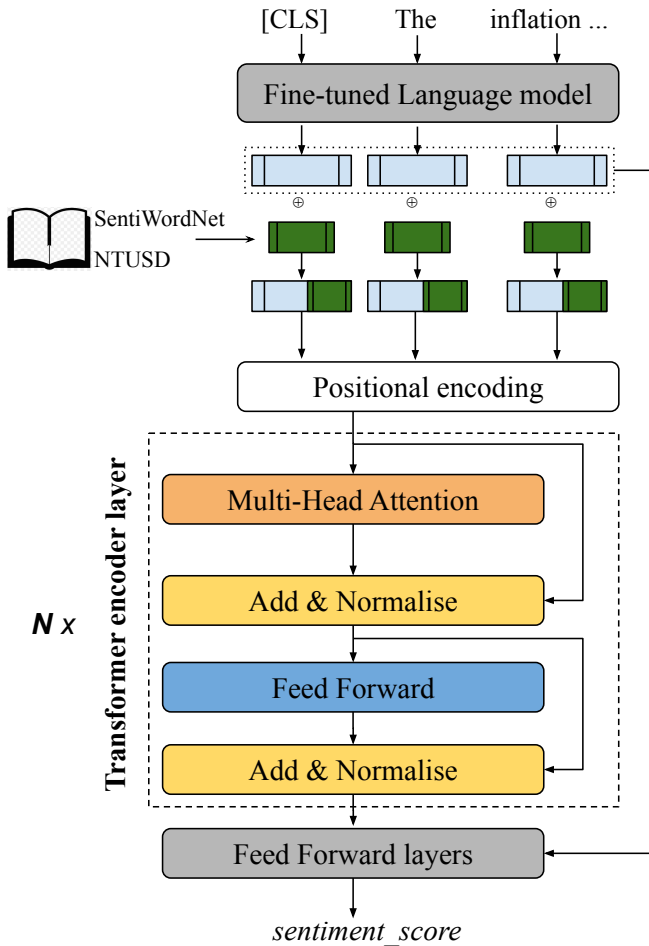 [CLS] The inflation ...
Fine-tuned Language model
⊕ ⊕ ⊕
SentiWordNet
NTUSD
Positional encoding
Transformer encoder layer
N x
Multi-Head Attention
Add & Normalise
Feed Forward
Add & Normalise
Feed Forward layers
sentiment_score